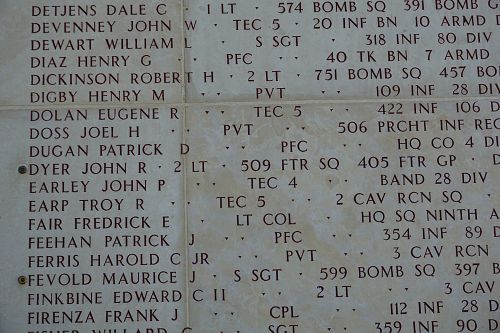 DETJENS DALE C · 1 LT · 574 BOMB SQ 391 BOMB G
DEVENNEY JOHN W · TEC 5 · 20 INF BN · 10 ARMD
DEWART WILLIAM L · S SGT · 318 INF 80 DIV
DIAZ HENRY G · PFC · 40 TK BN 7 ARMD
DICKINSON ROBERT H · 2 LT · 751 BOMB SQ 457 BO
DIGBY HENRY M · PVT · 109 INF 28 DIV
DOLAN EUGENE R · TEC 5 · 422 INF 106 D
DOSS JOEL H · PVT · 506 PRCHT INF REG
DUGAN PATRICK D · PFC · HQ CO 4 DI
DYER JOHN R · 2 LT · 509 FTR SQ 405 FTR GP · D
EARLEY JOHN P · TEC 4 · BAND 28 DIV
EARP TROY R · TEC 5 · 2 CAV RCN SQ
FAIR FREDRICK E · LT COL · HQ SQ NINTH A
FEEHAN PATRICK J · PFC · 354 INF 89 D
FERRIS HAROLD C JR · PVT · 3 CAV RCN
FEVOLD MAURICE J · S SGT · 599 BOMB SQ 397 B
FINKBINE EDWARD C II · 2 LT · 3 CAV R
FIRENZA FRANK J · CPL · 112 INF 28 D
FISHER WILLARD C · SGT · 359 INF 90 D